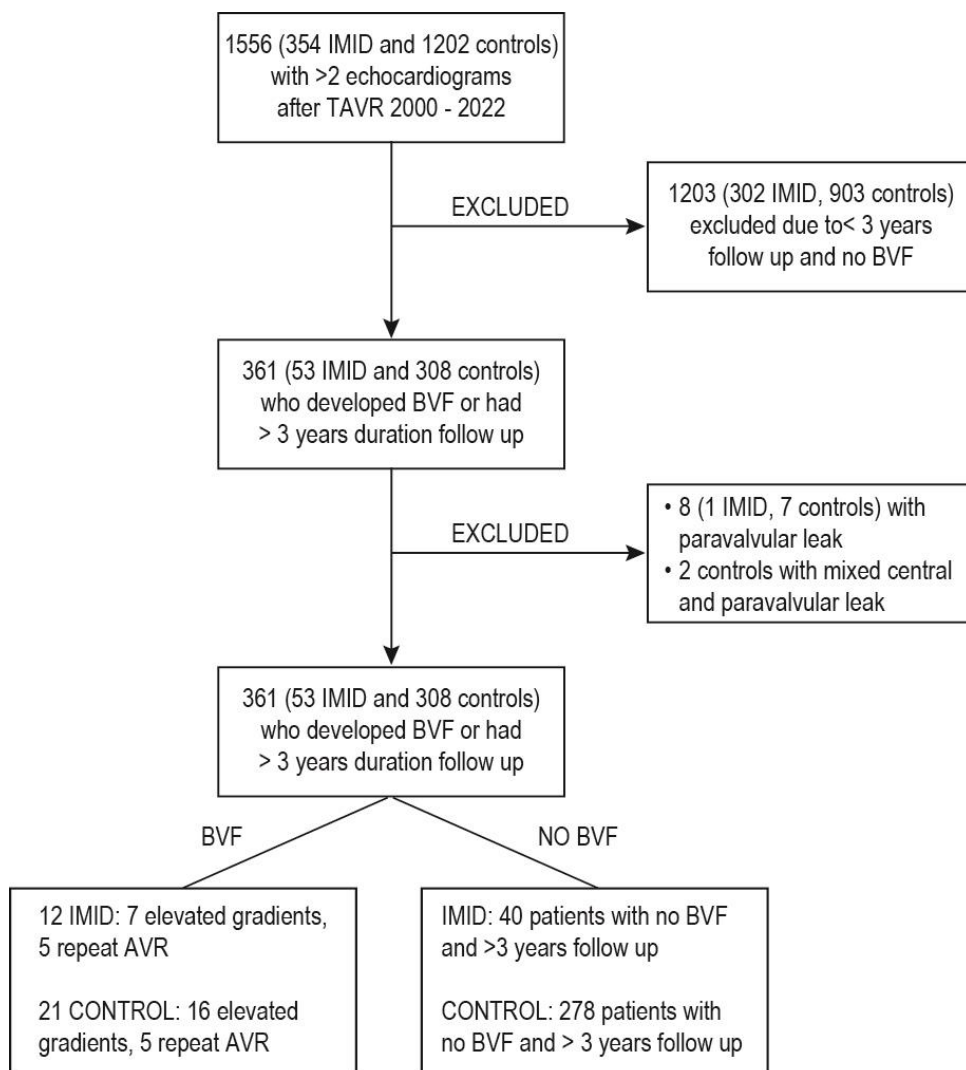 1556 (354 IMID and 1202 controls)
with >2 echocardiograms
after TAVR 2000 - 2022
EXCLUDED
1203 (302 IMID, 903 controls)
excluded due to< 3 years
follow up and no BVF
361 (53 IMID and 308 controls)
who developed BVF or had
> 3 years duration follow up
EXCLUDED
• 8 (1 IMID, 7 controls) with
paravalvular leak
• 2 controls with mixed central
and paravalvular leak
361 (53 IMID and 308 controls)
who developed BVF or had
> 3 years duration follow up
BVF
NO BVF
12 IMID: 7 elevated gradients,
5 repeat AVR
21 CONTROL: 16 elevated
gradients, 5 repeat AVR
IMID: 40 patients with no BVF
and >3 years follow up
CONTROL: 278 patients with
no BVF and > 3 years follow up